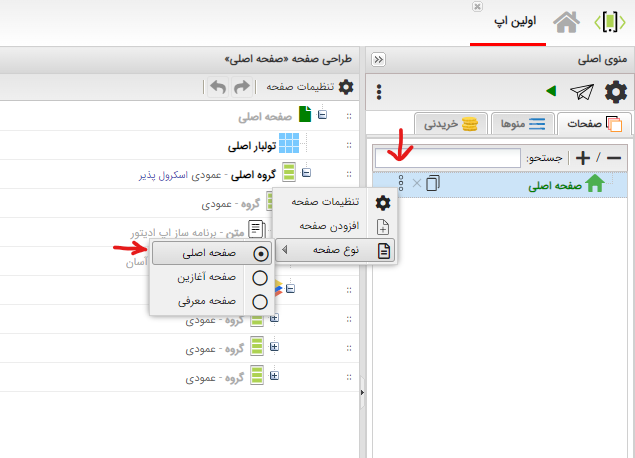 اولین اپ
منوی اصلی
طراحی صفحه «صفحه اصلی»
تنظیمات صفحه
صفحات
منوها
خریدنی
جستجو:
صفحه اصلی
صفحه اصلی
تولبار اصلی
گروه اصلی - عمودی اسکرول پذیر
گروه - عمودی
متن - برنامه ساز اپ ادیتور
آسان
گروه - عمودی
گروه - عمودی
گروه - عمودی
تنظیمات صفحه
افزودن صفحه
نوع صفحه
صفحه اصلی
صفحه آغازین
صفحه معرفی